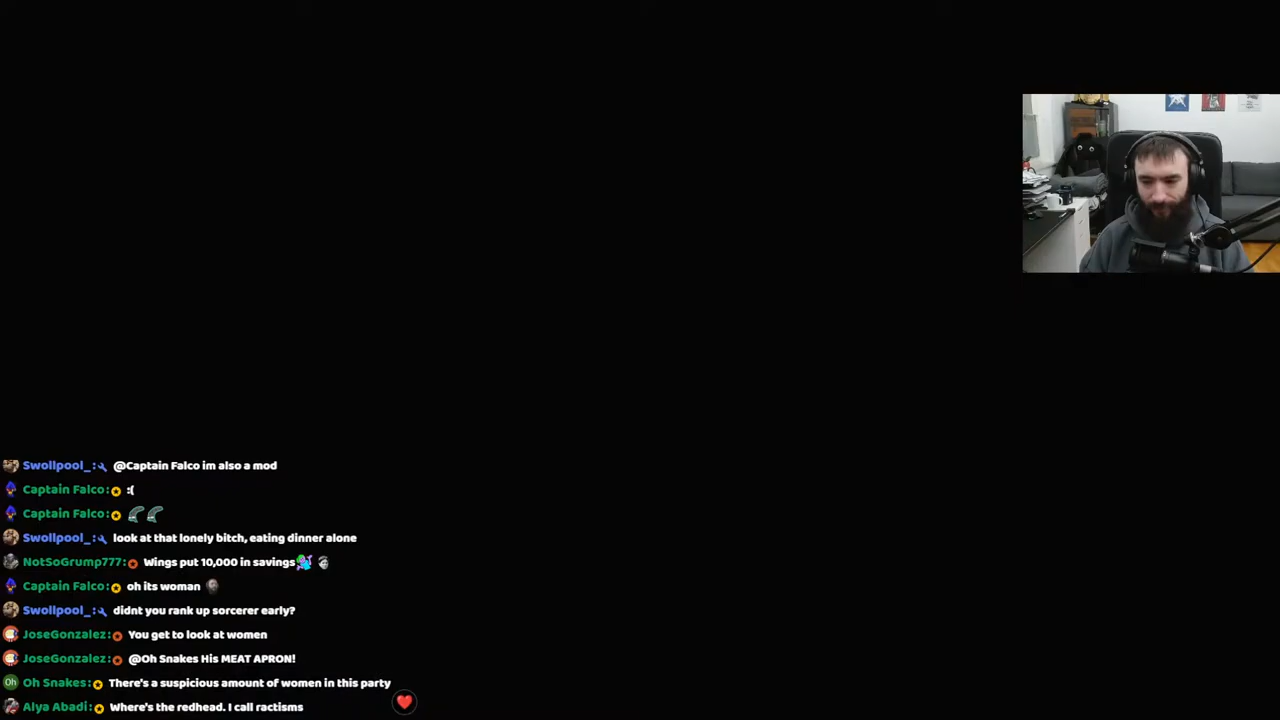 Swollpool_: @Captain Falco im also a mod
Captain Falco: :(
Captain Falco:
Swollpool_: look at that lonely bitch, eating dinner alone
NotSoGrump777: Wings put 10,000 in savings
Captain Falco: oh its woman
Swollpool_: didnt you rank up sorcerer early?
JoseGonzalez: You get to look at women
JoseGonzalez: @Oh Snakes His MEAT APRON!
Oh Oh Snakes: There's a suspicious amount of women in this party
Alya Abadi: Where's the redhead. I call ractisms